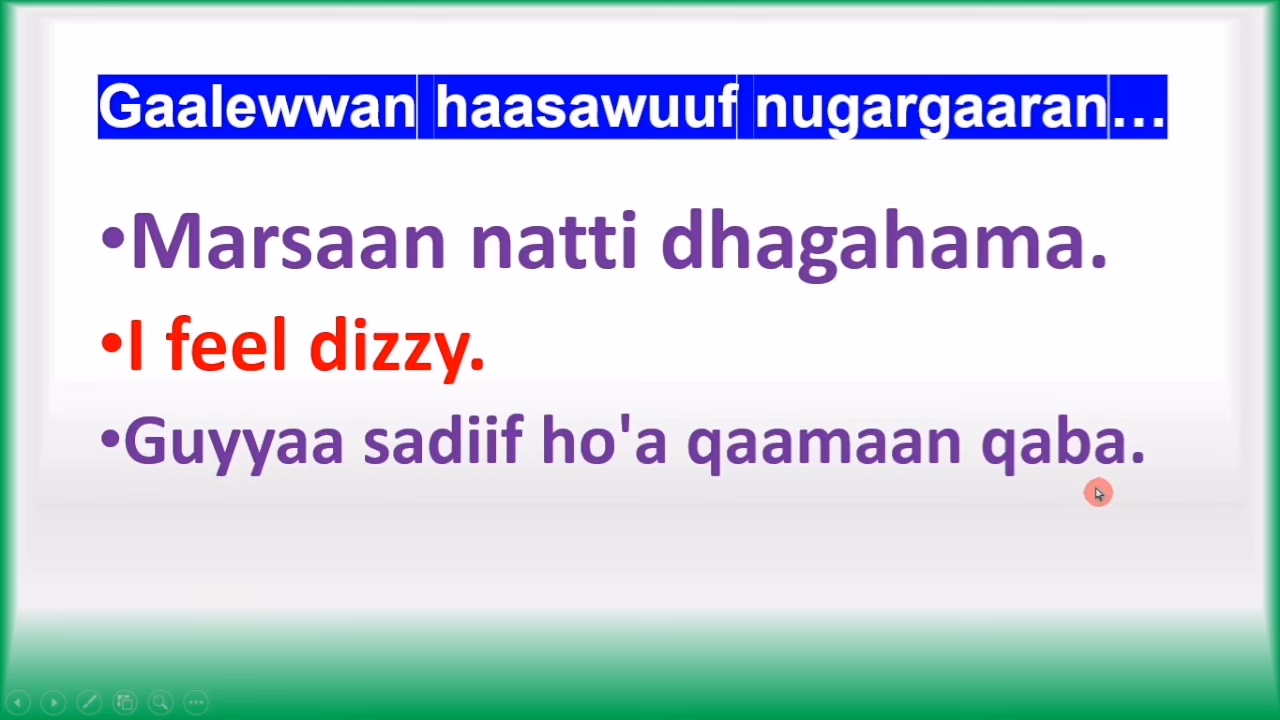 Gaalewwan haasawuuf nugargaaran...
•Marsaan natti dhagahama.
•I feel dizzy.
•Guyyaa sadiif ho'a qaamaan qaba.